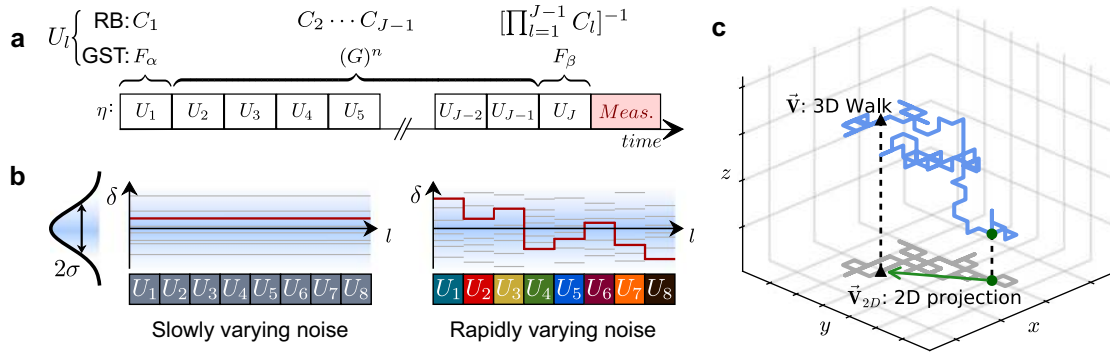 a
U_l { RB: C_1 C_2 ⋯ C_{J−1} [∏_{l=1}^{J−1} C_l]^{−1}
GST: F_α (G)^n F_β
η: U_1 U_2 U_3 U_4 U_5 // U_{J−2} U_{J−1} U_J Meas.
time
b
2σ
δ
l
U_1 U_2 U_3 U_4 U_5 U_6 U_7 U_8
Slowly varying noise
δ
l
U_1 U_2 U_3 U_4 U_5 U_6 U_7 U_8
Rapidly varying noise
c
V⃗: 3D Walk
z
V⃗_{2D}: 2D projection
y
x